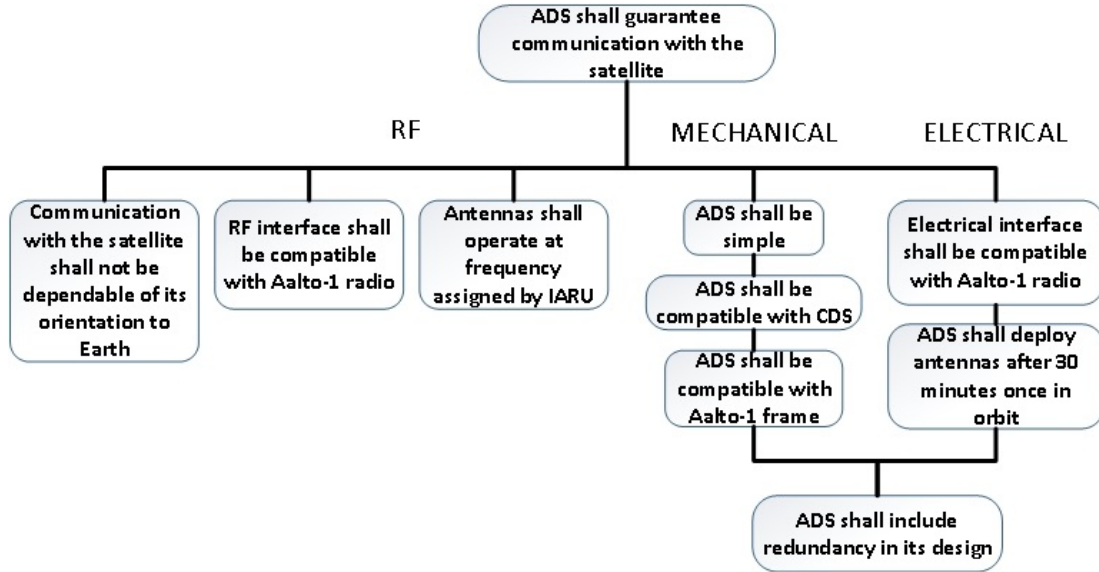 ADS shall guarantee
communication with the
satellite
RF
MECHANICAL
ELECTRICAL
Communication
with the satellite
shall not be
dependable of its
orientation to
Earth
RF interface shall
be compatible
with Aalto-1 radio
Antennas shall
operate at
frequency
assigned by IARU
ADS shall be
simple
ADS shall be
compatible with CDS
ADS shall be
compatible with
Aalto-1 frame
Electrical interface
shall be compatible
with Aalto-1 radio
ADS shall deploy
antennas after 30
minutes once in
orbit
ADS shall include
redundancy in its
design